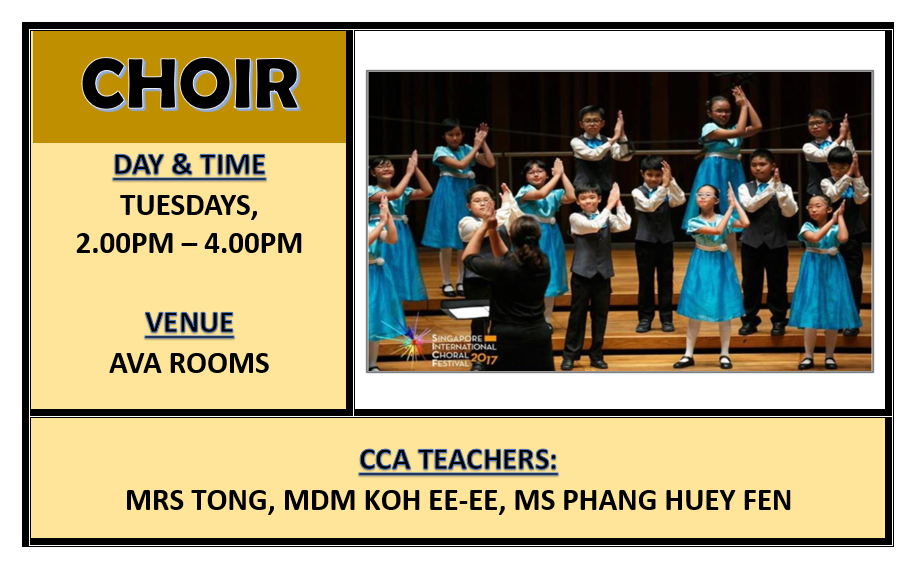 CHOIR
DAY & TIME
TUESDAYS,
2.00PM – 4.00PM
VENUE
AVA ROOMS
SINGAPORE
INTERNATIONAL
CHORAL
FESTIVAL 2017
CCA TEACHERS:
MRS TONG, MDM KOH EE-EE, MS PHANG HUEY FEN